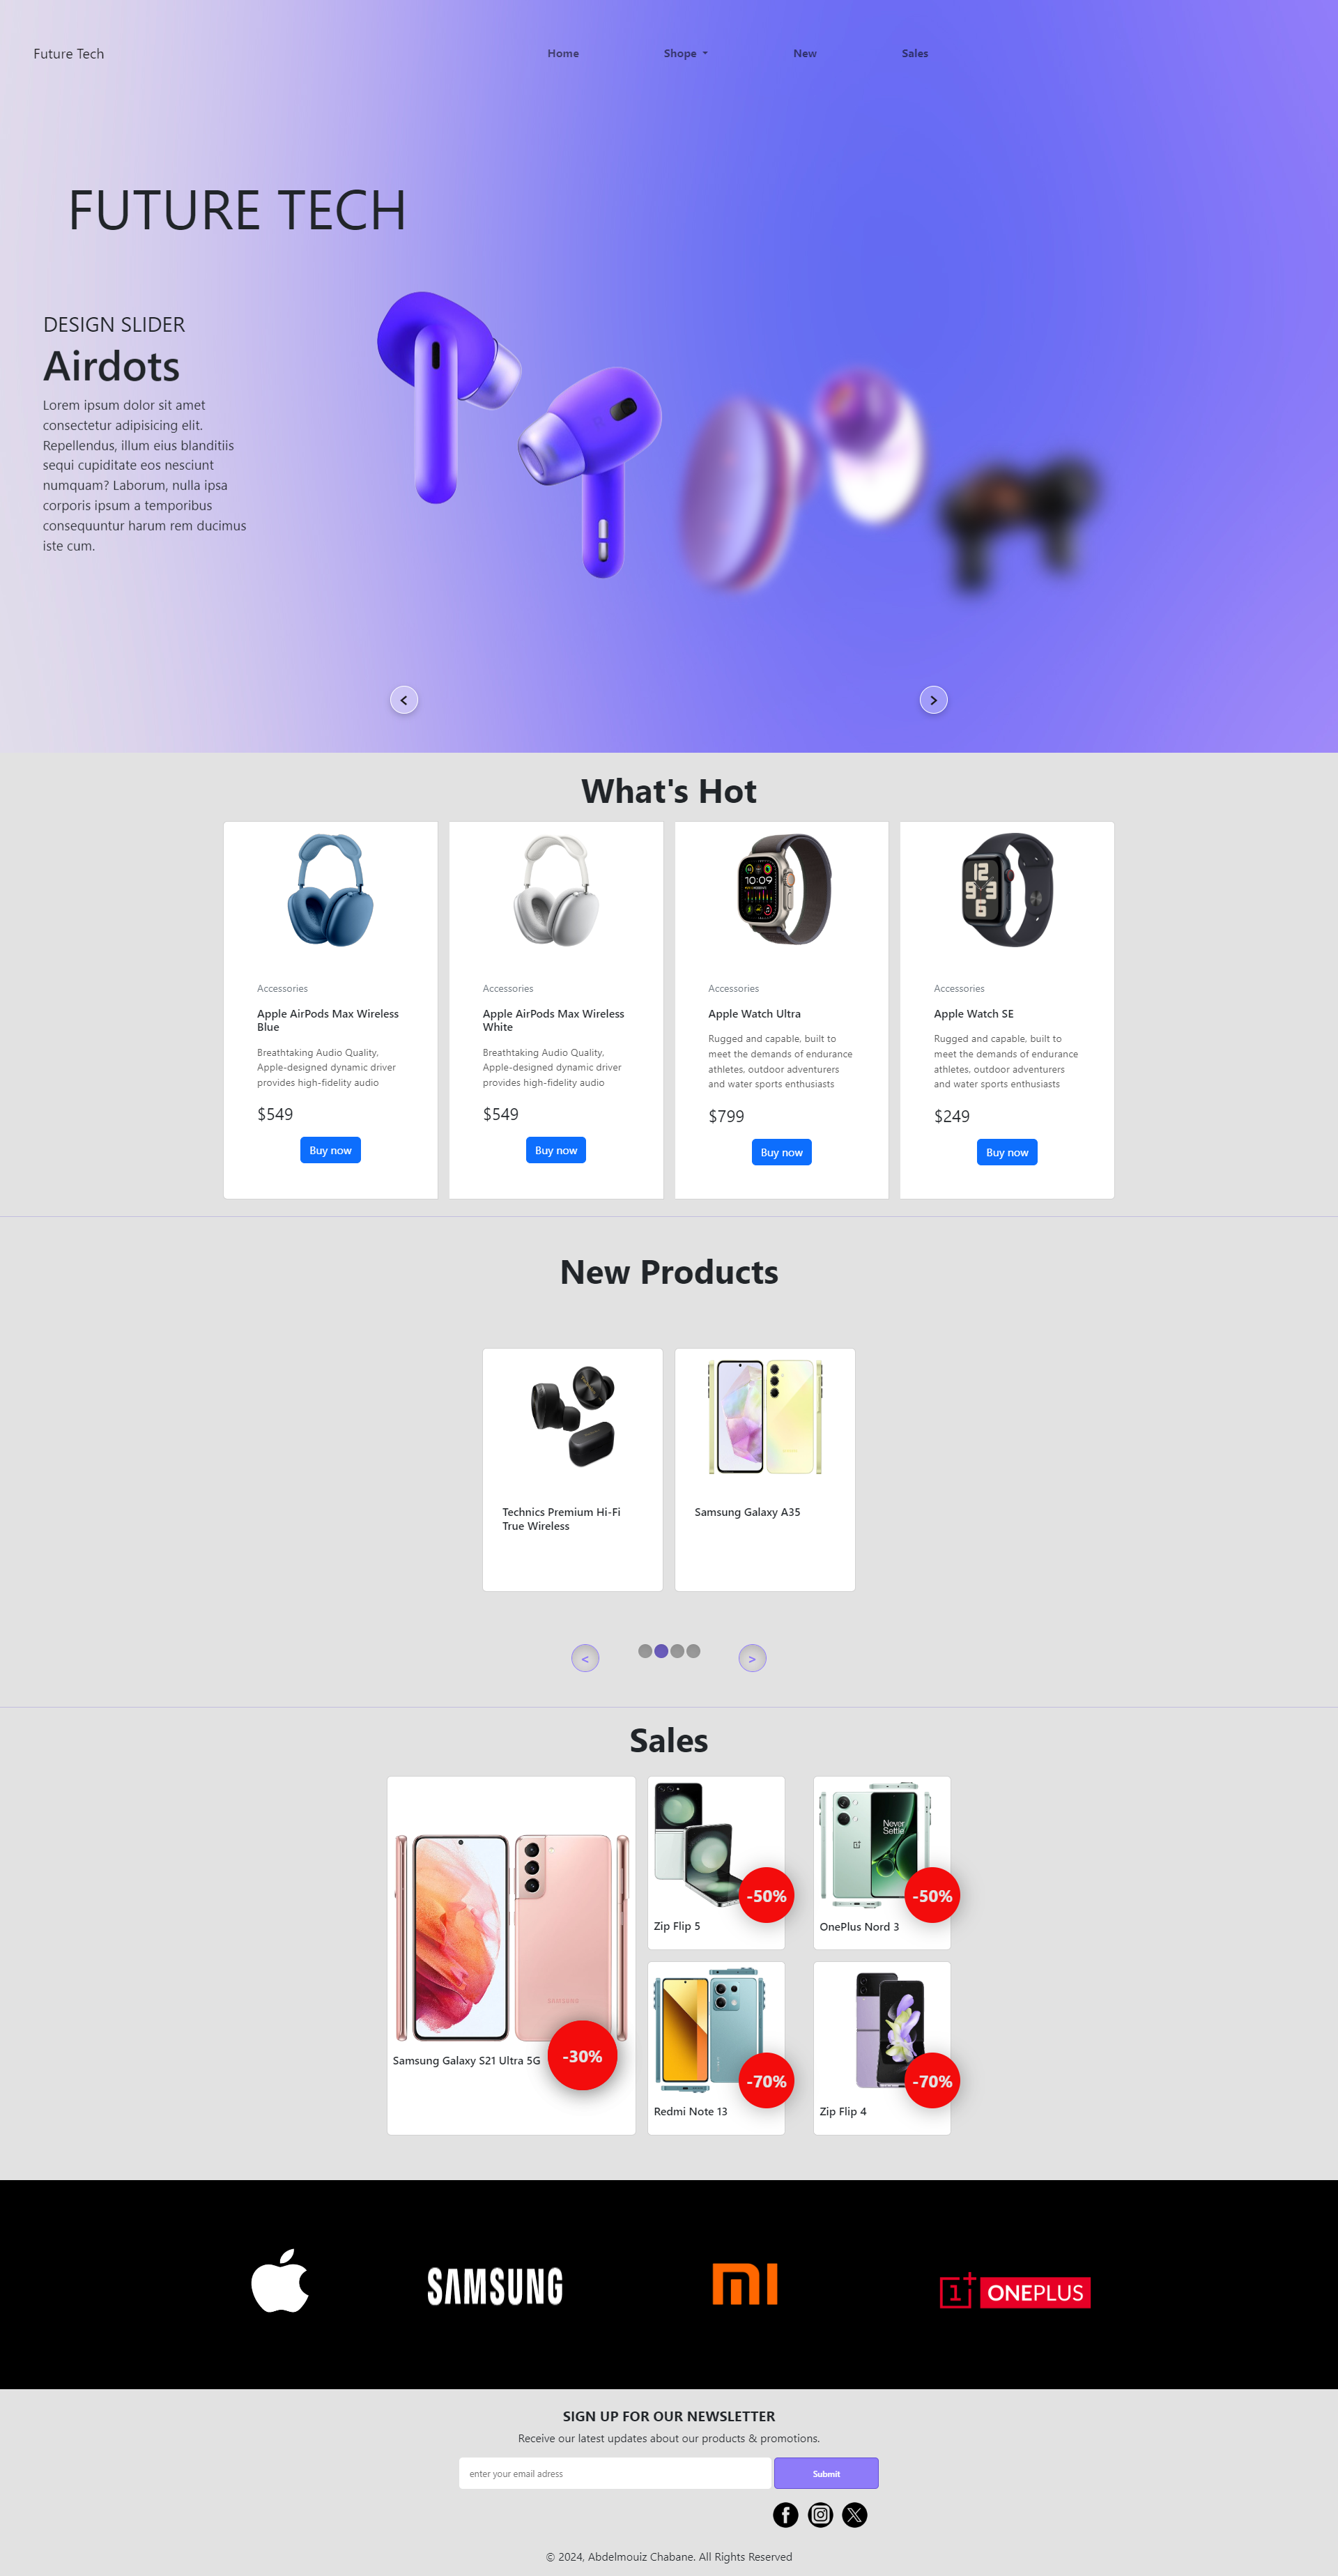 Future Tech
Home
Shope
New
Sales
FUTURE TECH
DESIGN SLIDER
Airdots
Lorem ipsum dolor sit amet
consectetur adipisicing elit.
Repellendus, illum eius blanditiis
sequi cupiditate eos nesciunt
numquam? Laborum, nulla ipsa
corporis ipsum a temporibus
consequuntur harum rem ducimus
iste cum.
What's Hot
Accessories
Apple AirPods Max Wireless
Blue
Breathtaking Audio Quality,
Apple-designed dynamic driver
provides high-fidelity audio
$549
Buy now
Accessories
Apple AirPods Max Wireless
White
Breathtaking Audio Quality,
Apple-designed dynamic driver
provides high-fidelity audio
$549
Buy now
10:09
Accessories
Apple Watch Ultra
Rugged and capable, built to
meet the demands of endurance
athletes, outdoor adventurers
and water sports enthusiasts
$799
Buy now
12
9 3
6
Accessories
Apple Watch SE
Rugged and capable, built to
meet the demands of endurance
athletes, outdoor adventurers
and water sports enthusiasts
$249
Buy now
New Products
Technics Premium Hi-Fi
True Wireless
Samsung Galaxy A35
< >
Sales
SAMSUNG
Samsung Galaxy S21 Ultra 5G
-30%
-50%
Zip Flip 5
Never
Settle
-50%
OnePlus Nord 3
-70%
Redmi Note 13
-70%
Zip Flip 4
SAMSUNG
mi
1+ ONEPLUS
SIGN UP FOR OUR NEWSLETTER
Receive our latest updates about our products & promotions.
enter your email adress
Submit
© 2024, Abdelmouiz Chabane. All Rights Reserved